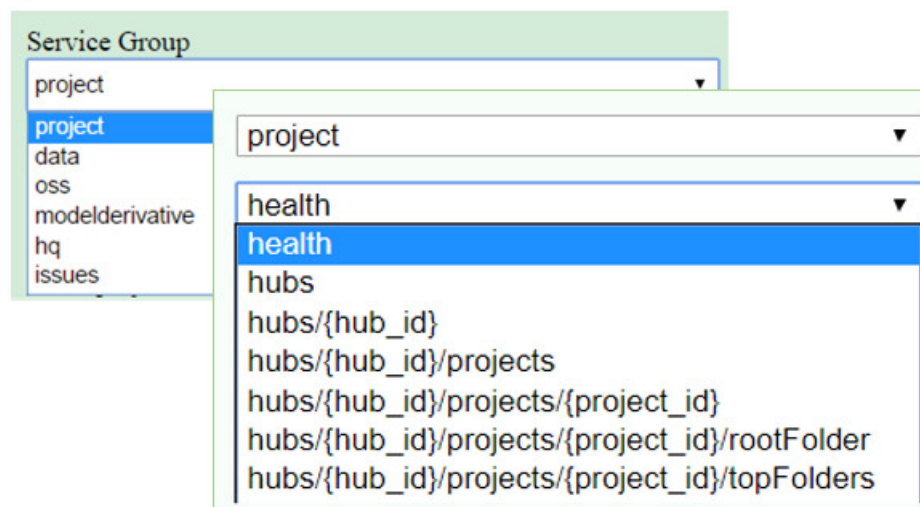 Service Group
project
project
data
oss
modelderivative
hq
issues
project
health
health
hubs
hubs/{hub_id}
hubs/{hub_id}/projects
hubs/{hub_id}/projects/{project_id}
hubs/{hub_id}/projects/{project_id}/rootFolder
hubs/{hub_id}/projects/{project_id}/topFolders